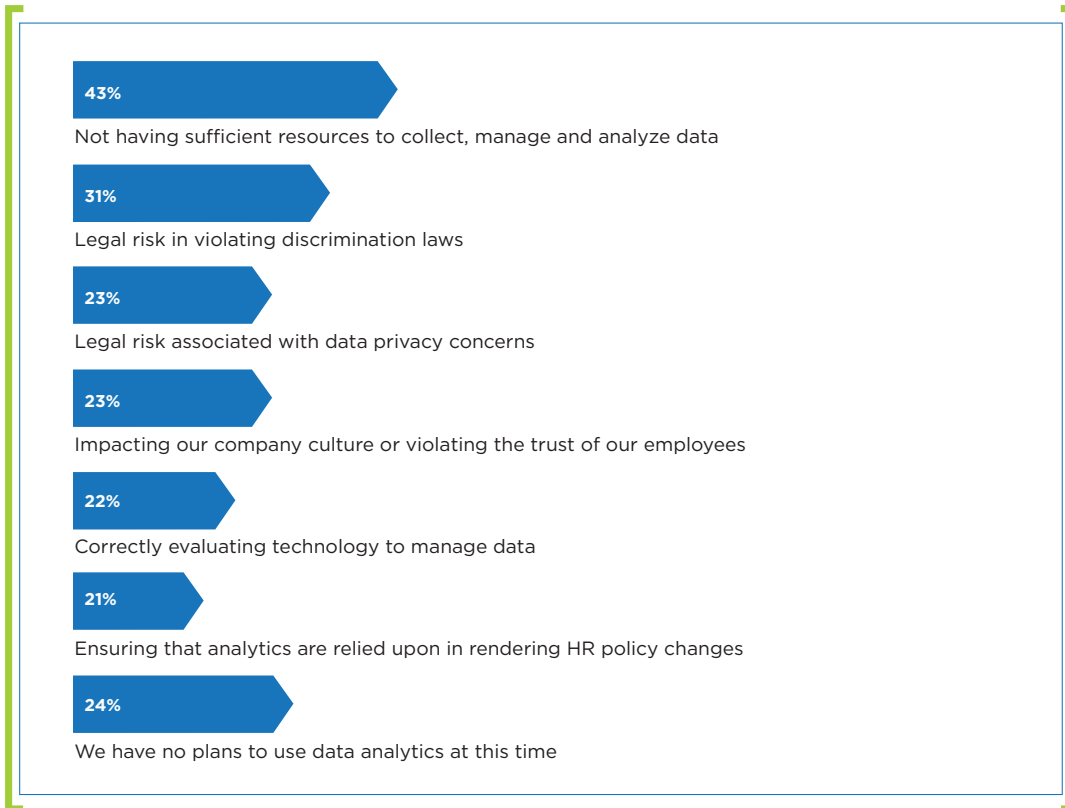 43%
Not having sufficient resources to collect, manage and analyze data
31%
Legal risk in violating discrimination laws
23%
Legal risk associated with data privacy concerns
23%
Impacting our company culture or violating the trust of our employees
22%
Correctly evaluating technology to manage data
21%
Ensuring that analytics are relied upon in rendering HR policy changes
24%
We have no plans to use data analytics at this time